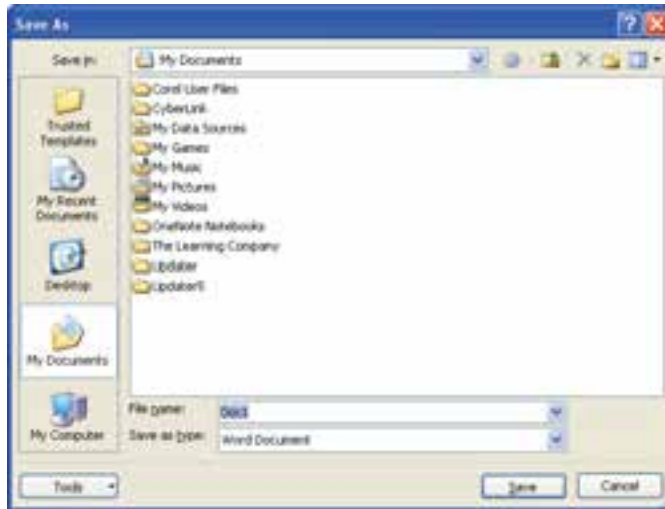 Save As
Save in:
My Documents
Trusted Templates
My Recent Documents
Desktop
My Documents
My Computer
Corel User Files
CyberLink
My Data Sources
My Games
My Music
My Pictures
My Videos
OneNote Notebooks
The Learning Company
Updater
Updater5
File name:
Doc1
Save as type:
Word Document
Tools
Save
Cancel